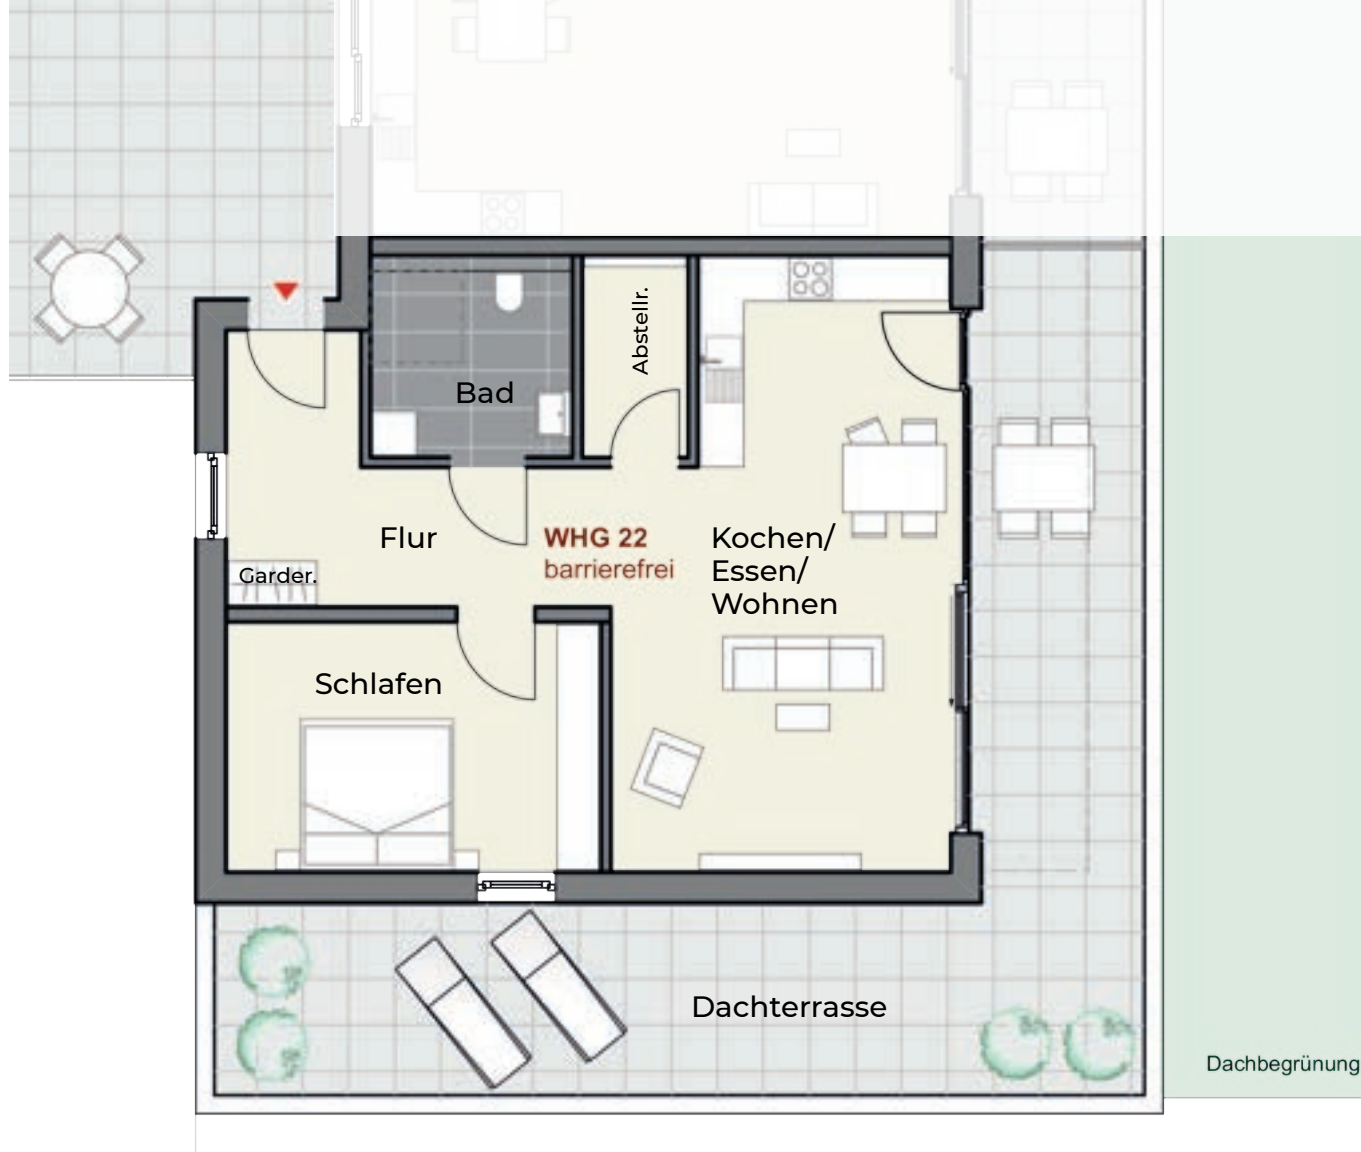 Abstellr.
Bad
Flur
WHG 22
barrierefrei
Kochen/
Essen/
Wohnen
Garder.
Schlafen
Dachterrasse
Dachbegrünung